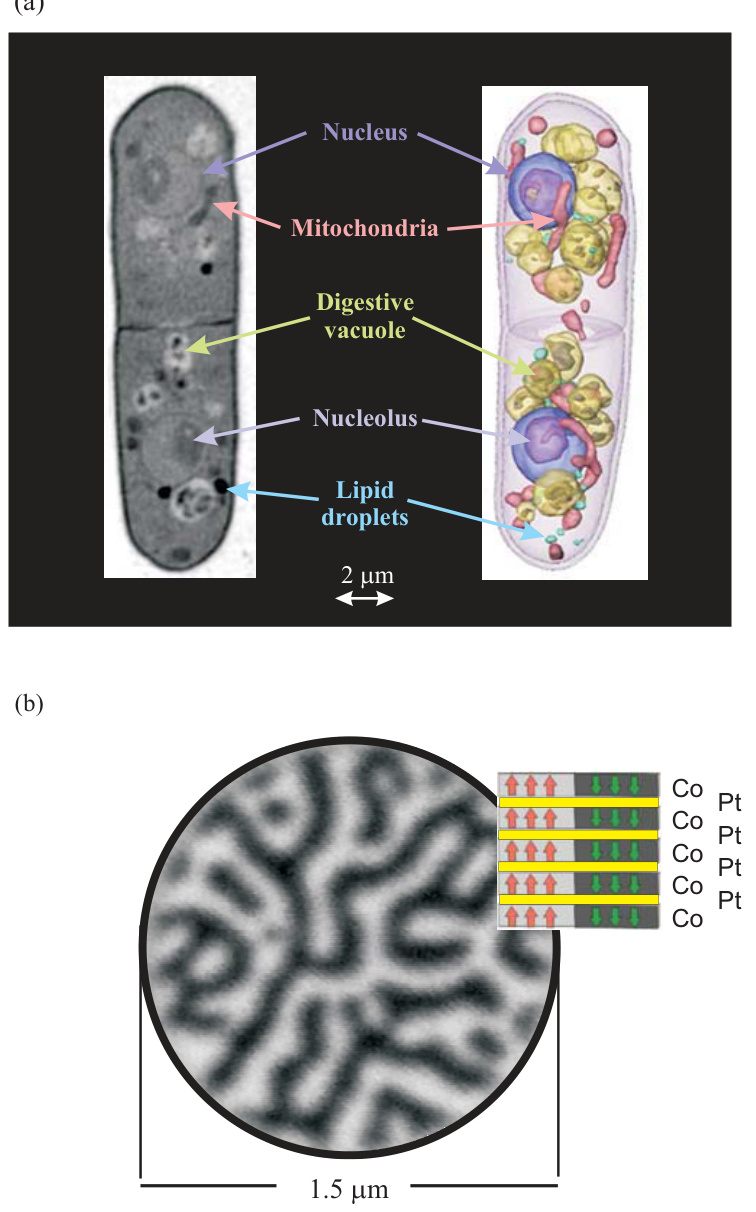 (a)
Nucleus
Mitochondria
Digestive
vacuole
Nucleolus
Lipid
droplets
2 μm
(b)
Co
Pt
Co
Pt
Co
Pt
Co
Pt
Co
1.5 μm